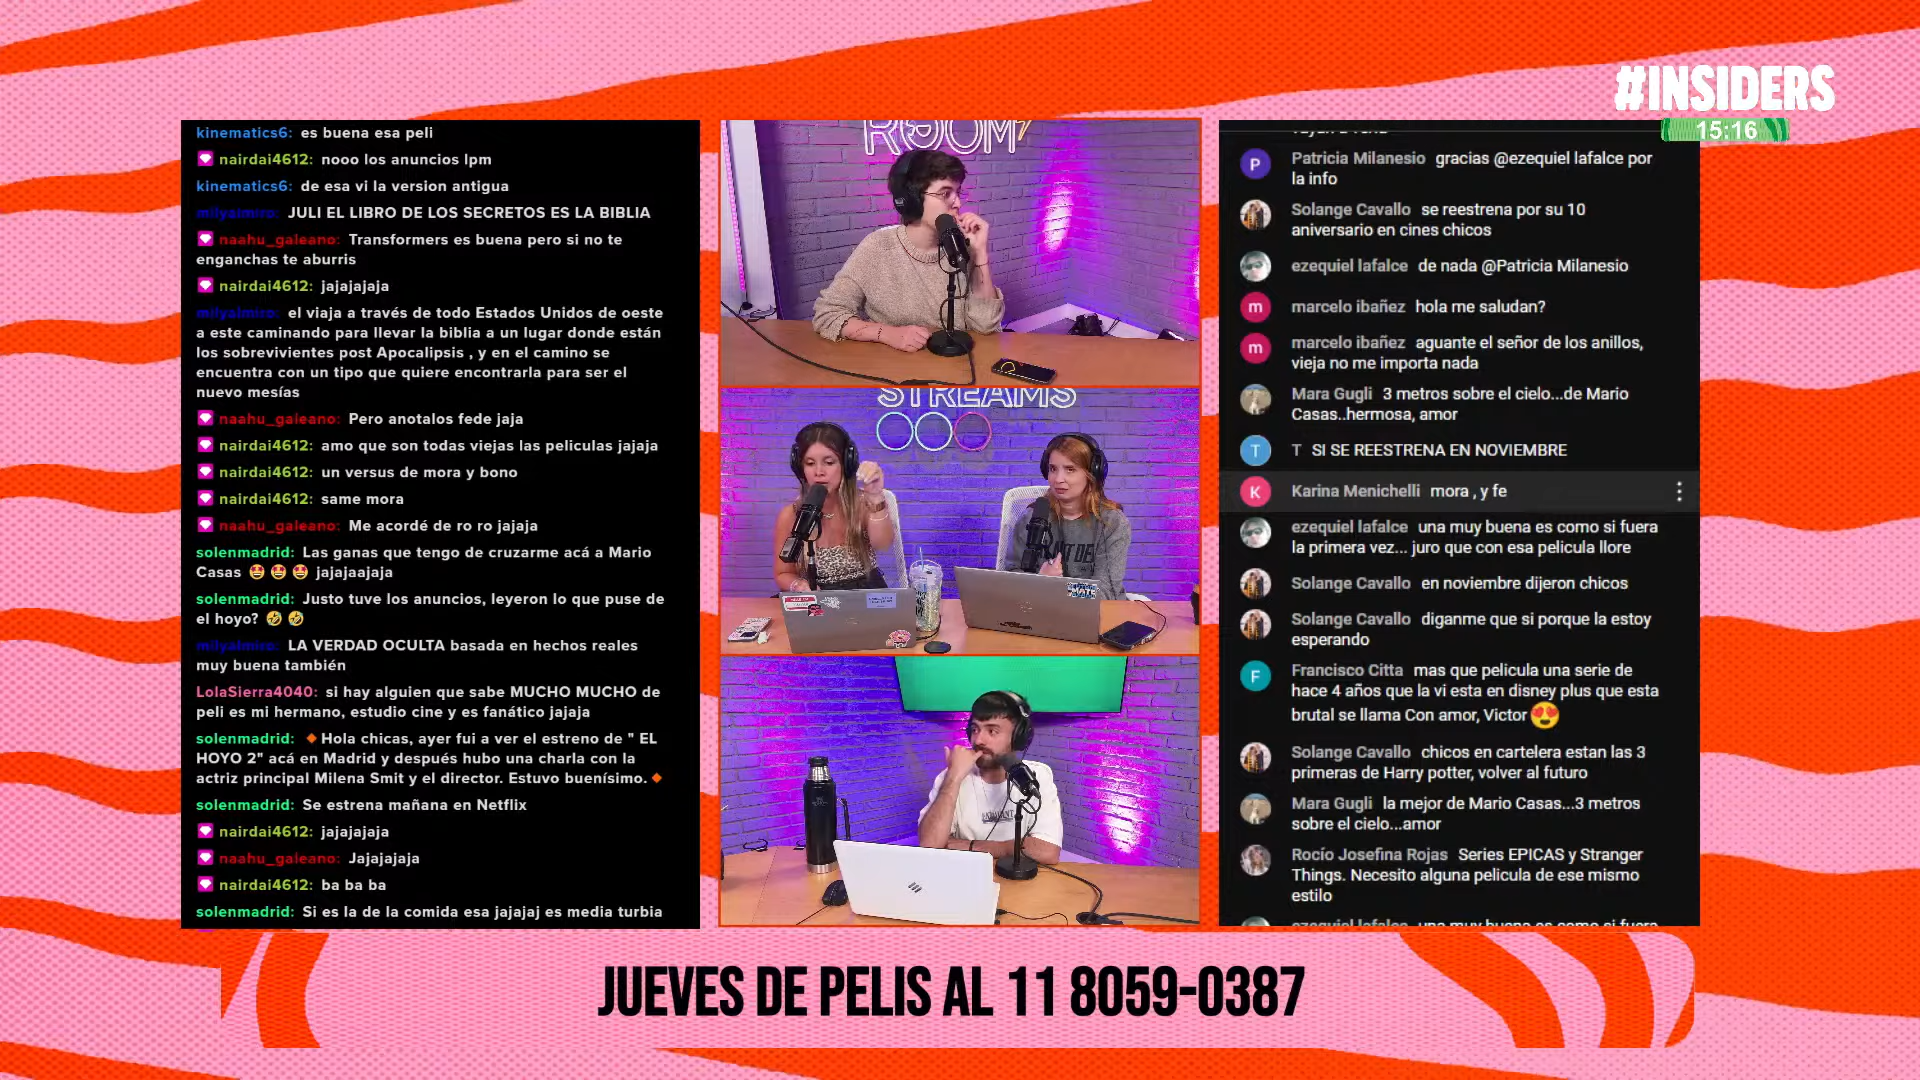 #INSIDERS
15:16
kinematics6: es buena esa peli
nairdai4612: nooo los anuncios lpm
kinematics6: de esa vi la version antigua
milyalmiro: JULI EL LIBRO DE LOS SECRETOS ES LA BIBLIA
naahu_galeano: Transformers es buena pero si no te
enganchas te aburris
nairdai4612: jajajajaja
milyalmiro: el viaja a través de todo Estados Unidos de oeste
a este caminando para llevar la biblia a un lugar donde están
los sobrevivientes post Apocalipsis , y en el camino se
encuentra con un tipo que quiere encontrarla para ser el
nuevo mesías
naahu_galeano: Pero anotalos fede jaja
nairdai4612: amo que son todas viejas las peliculas jajaja
nairdai4612: un versus de mora y bono
nairdai4612: same mora
naahu_galeano: Me acordé de ro ro jajaja
solenmadrid: Las ganas que tengo de cruzarme acá a Mario
Casas 🤩 🤩 🤩 jajajaajaja
solenmadrid: Justo tuve los anuncios, leyeron lo que puse de
el hoyo? 🤣 🤣
milyalmiro: LA VERDAD OCULTA basada en hechos reales
muy buena también
LolaSierra4040: si hay alguien que sabe MUCHO MUCHO de
peli es mi hermano, estudio cine y es fanático jajaja
solenmadrid: 🔸Hola chicas, ayer fui a ver el estreno de " EL
HOYO 2" acá en Madrid y después hubo una charla con la
actriz principal Milena Smit y el director. Estuvo buenísimo.🔸
solenmadrid: Se estrena mañana en Netflix
nairdai4612: jajajajaja
naahu_galeano: Jajajajaja
nairdai4612: ba ba ba
solenmadrid: Si es la de la comida esa jajajaj es media turbia
ROOM
STREAMS
Patricia Milanesio gracias @ezequiel lafalce por
la info
Solange Cavallo se reestrena por su 10
aniversario en cines chicos
ezequiel lafalce de nada @Patricia Milanesio
marcelo ibañez hola me saludan?
marcelo ibañez aguante el señor de los anillos,
vieja no me importa nada
Mara Gugli 3 metros sobre el cielo...de Mario
Casas..hermosa, amor
T SI SE REESTRENA EN NOVIEMBRE
Karina Menichelli mora , y fe
ezequiel lafalce una muy buena es como si fuera
la primera vez... juro que con esa pelicula llore
Solange Cavallo en noviembre dijeron chicos
Solange Cavallo diganme que si porque la estoy
esperando
Francisco Citta mas que pelicula una serie de
hace 4 años que la vi esta en disney plus que esta
brutal se llama Con amor, Victor 😍
Solange Cavallo chicos en cartelera estan las 3
primeras de Harry potter, volver al futuro
Mara Gugli la mejor de Mario Casas...3 metros
sobre el cielo...amor
Rocío Josefina Rojas Series EPICAS y Stranger
Things. Necesito alguna pelicula de ese mismo
estilo
ezequiel lafalce una muy buena es como si fuera
JUEVES DE PELIS AL 11 8059-0387